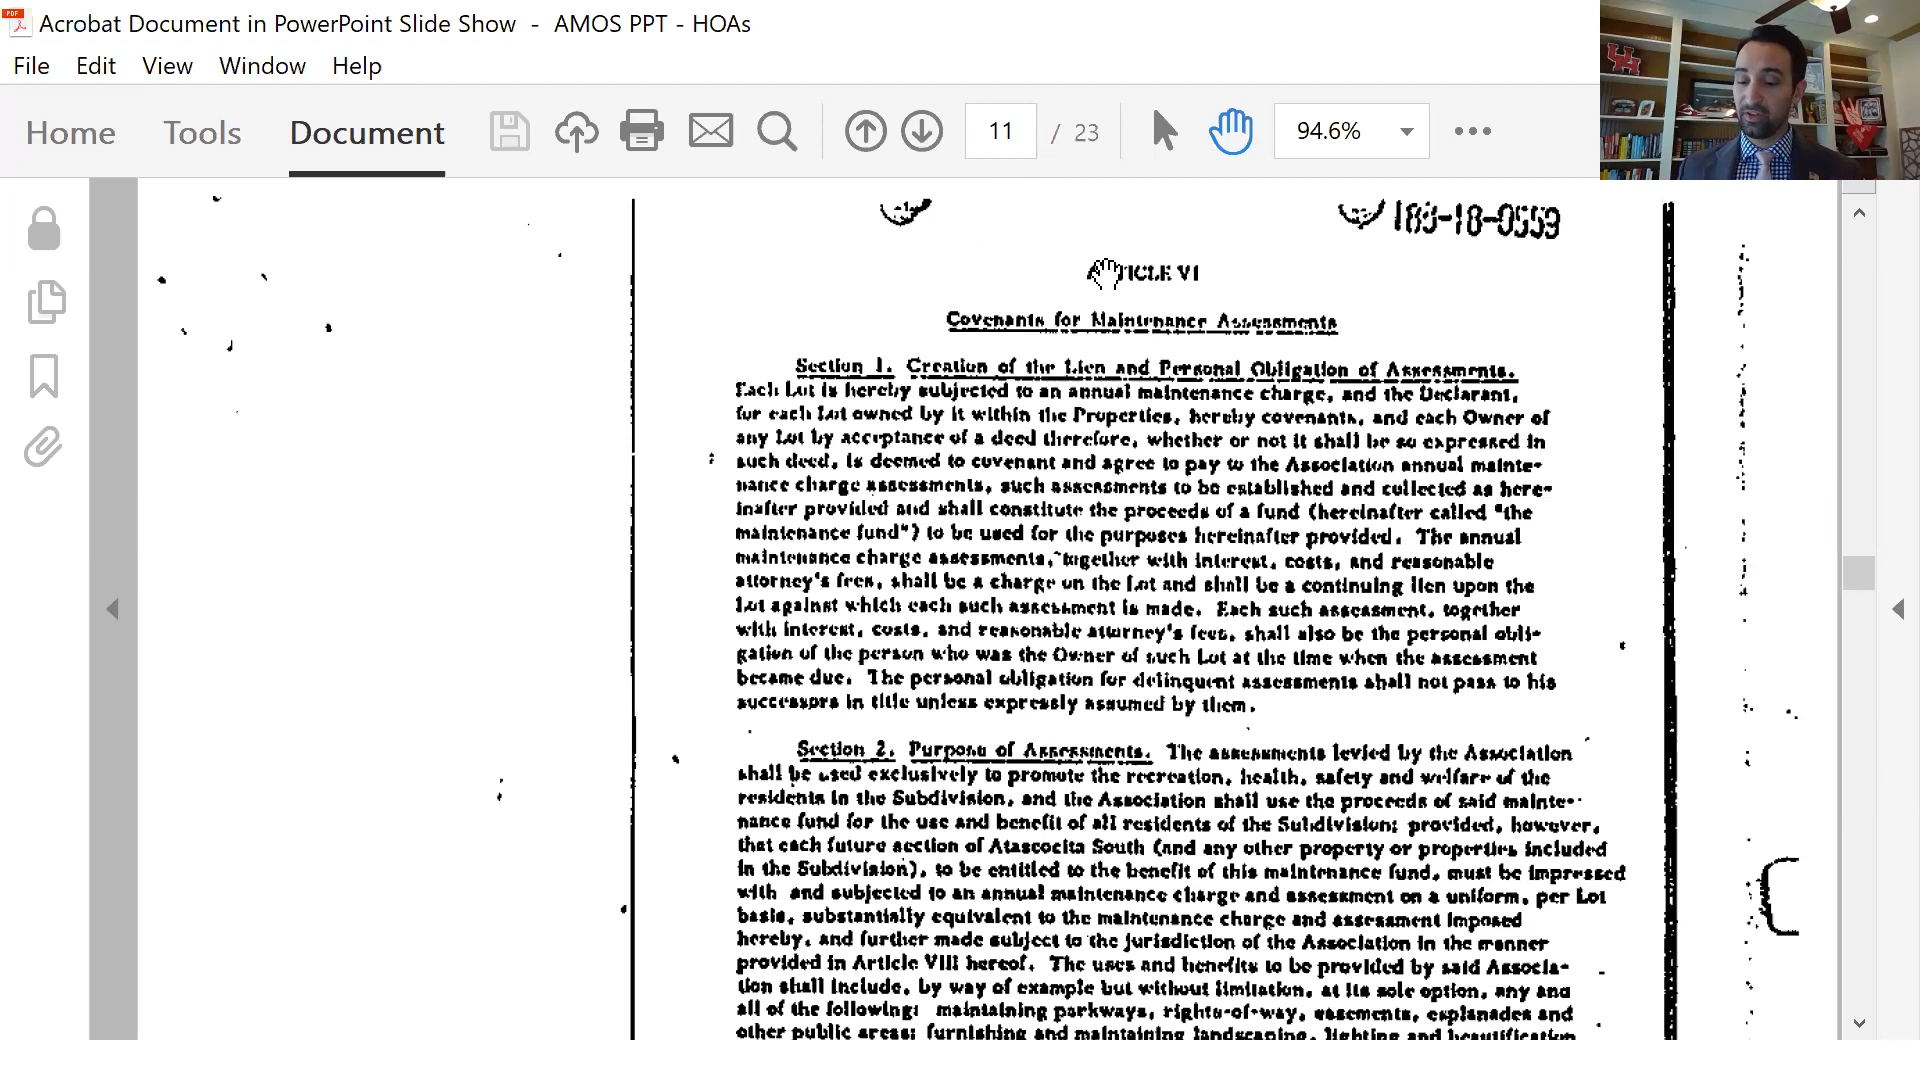 Acrobat Document in PowerPoint Slide Show - AMOS PPT - HOAs
File Edit View Window Help
Home Tools Document 11 / 23 94.6%
183-18-0559
TICLE VI
Covenants for Maintenance Assessments
Section 1. Creation of the Lien and Personal Obligation of Assessments.
Each Lot is hereby subjected to an annual maintenance charge, and the Declarant,
for each Lot owned by it within the Properties, hereby covenants, and each Owner of
any Lot by acceptance of a deed therefore, whether or not it shall be so expressed in
such deed, is deemed to covenant and agree to pay to the Association annual mainte-
nance charge assessments, such assessments to be established and collected as here-
inafter provided and shall constitute the proceeds of a fund (hereinafter called "the
maintenance fund") to be used for the purposes hereinafter provided. The annual
maintenance charge assessments, together with interest, costs, and reasonable
attorney's fees, shall be a charge on the Lot and shall be a continuing lien upon the
Lot against which each such assessment is made. Each such assessment, together
with interest, costs, and reasonable attorney's fees, shall also be the personal obli-
gation of the person who was the Owner of such Lot at the time when the assessment
became due. The personal obligation for delinquent assessments shall not pass to his
successors in title unless expressly assumed by them.
Section 2. Purpose of Assessments. The assessments levied by the Association
shall be used exclusively to promote the recreation, health, safety and welfare of the
residents in the Subdivision, and the Association shall use the proceeds of said mainte-
nance fund for the use and benefit of all residents of the Subdivision; provided, however,
that each future section of Atascocita South (and any other property or properties included
in the Subdivision), to be entitled to the benefit of this maintenance fund, must be impressed
with and subjected to an annual maintenance charge and assessment on a uniform, per Lot
basis, substantially equivalent to the maintenance charge and assessment imposed
hereby, and further made subject to the jurisdiction of the Association in the manner
provided in Article VIII hereof. The uses and benefits to be provided by said Associa-
tion shall include, by way of example but without limitation, at its sole option, any and
all of the following: maintaining parkways, rights-of-way, easements, esplanades and
other public areas; furnishing and maintaining landscaping, lighting and beautification